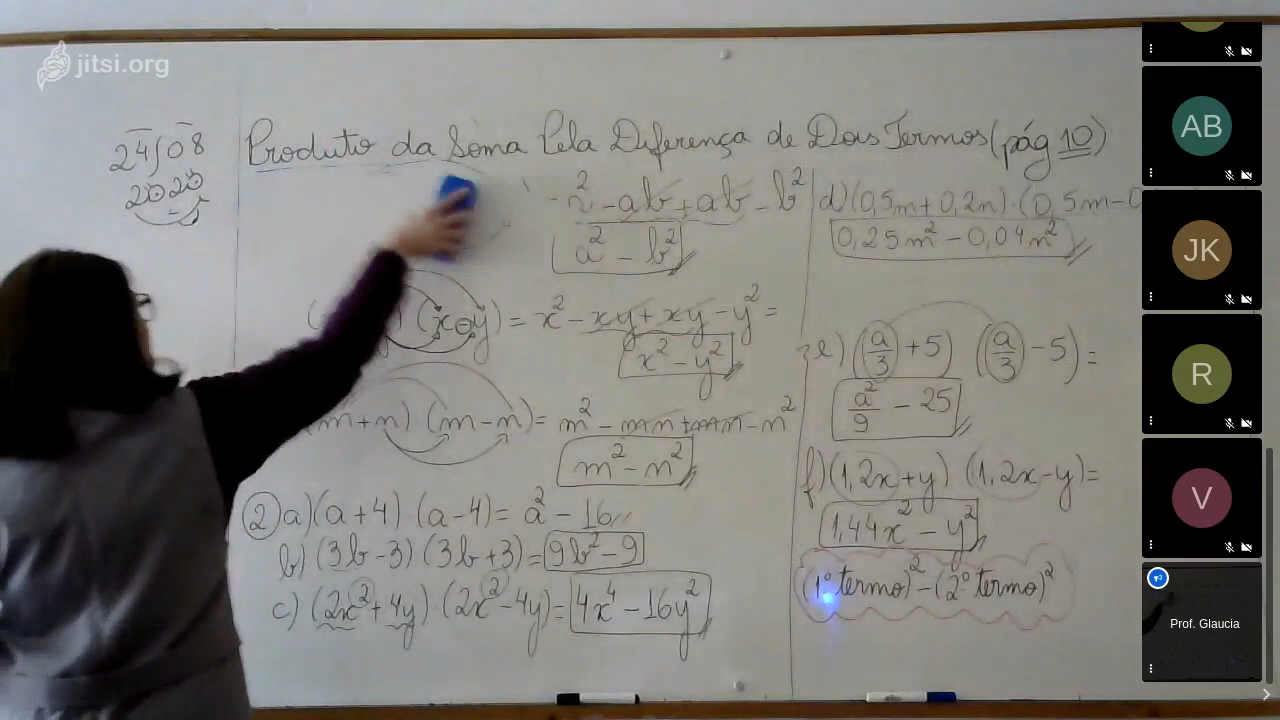 jitsi.org
24/08
2020
Produto da Soma Pela Diferença de Dois Termos (pág 10)
- ab + ab - b²
a² - b²
(x-y) = x² - xy + xy - y² =
x² - y²
(m+n) (m-n) = m² - mn + mn - n²
m² - n²
2 a) (a+4) (a-4) = a² - 16
b) (3b-3) (3b+3) = 9b² - 9
c) (2x²+4y) (2x²-4y) = 4x⁴ - 16y²
d) (0,5m+0,2n).(0,5m-0
0,25m² - 0,04n²
e) (a/3 + 5) (a/3 - 5) =
a²/9 - 25
f) (1,2x+y) (1,2x-y) =
1,44x² - y²
(1º termo)² - (2º termo)²
AB
JK
R
V
Prof. Glaucia